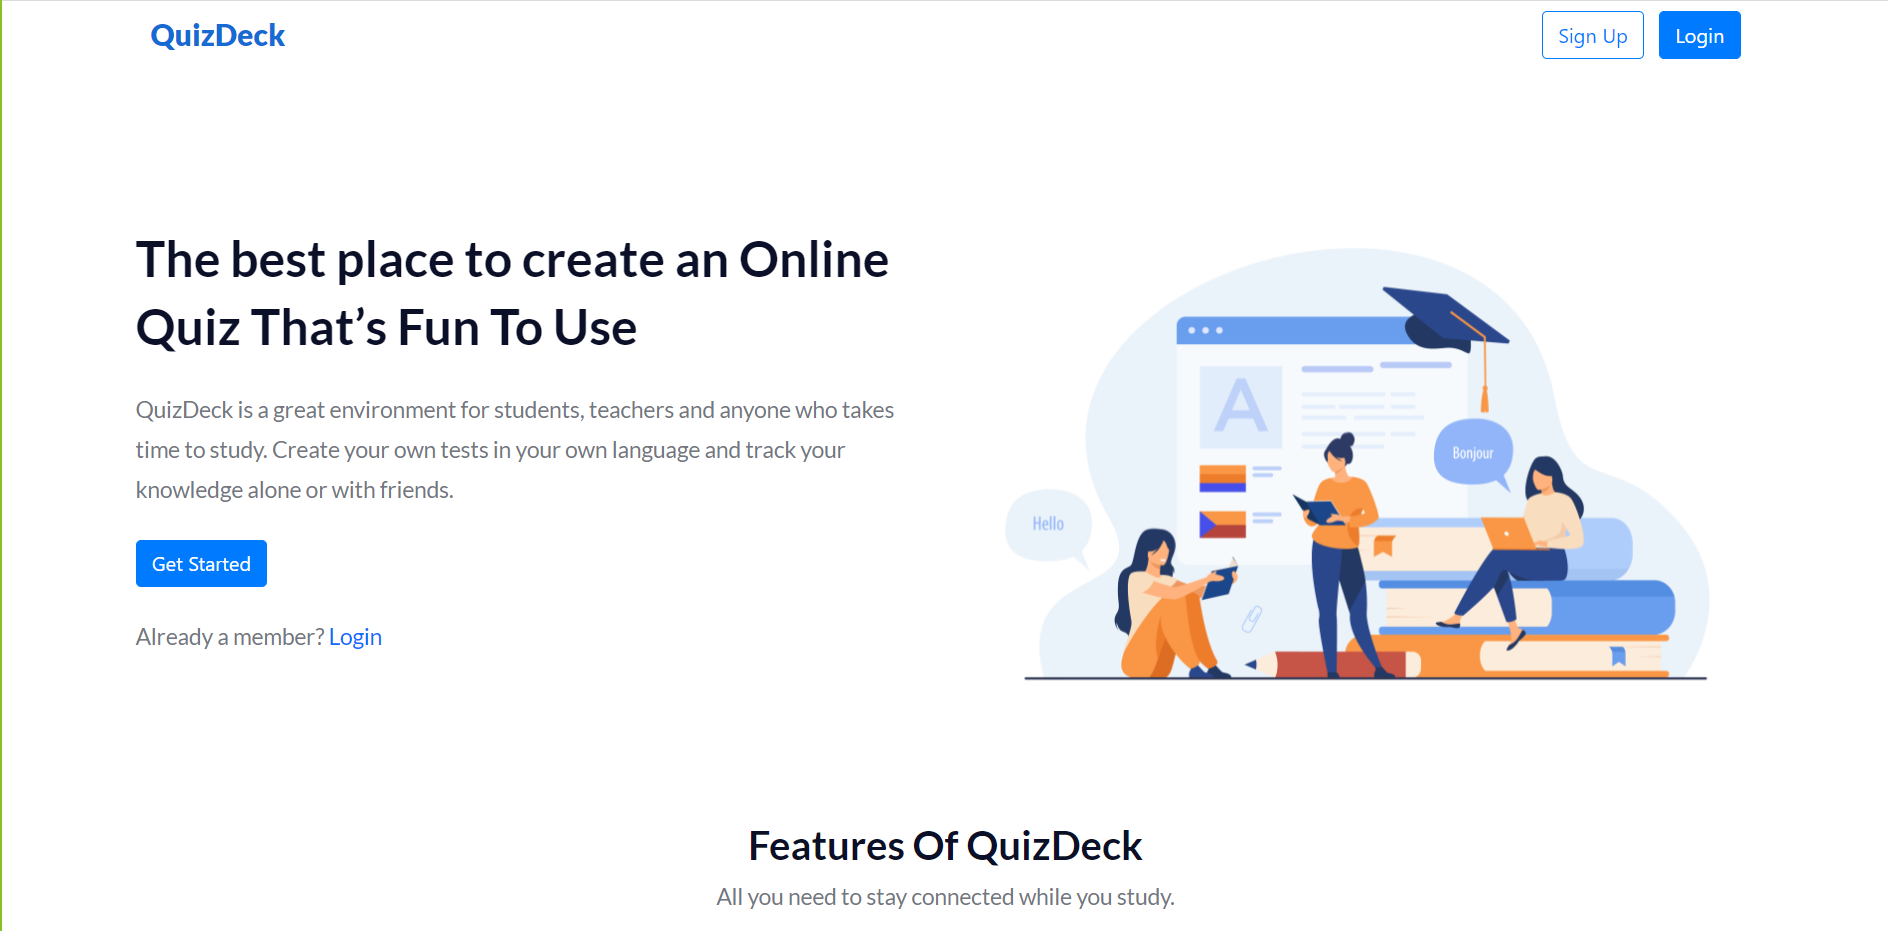 QuizDeck
Sign Up
Login
The best place to create an Online
Quiz That’s Fun To Use
QuizDeck is a great environment for students, teachers and anyone who takes
time to study. Create your own tests in your own language and track your
knowledge alone or with friends.
Get Started
Already a member? Login
A
Bonjour
Hello
Features Of QuizDeck
All you need to stay connected while you study.